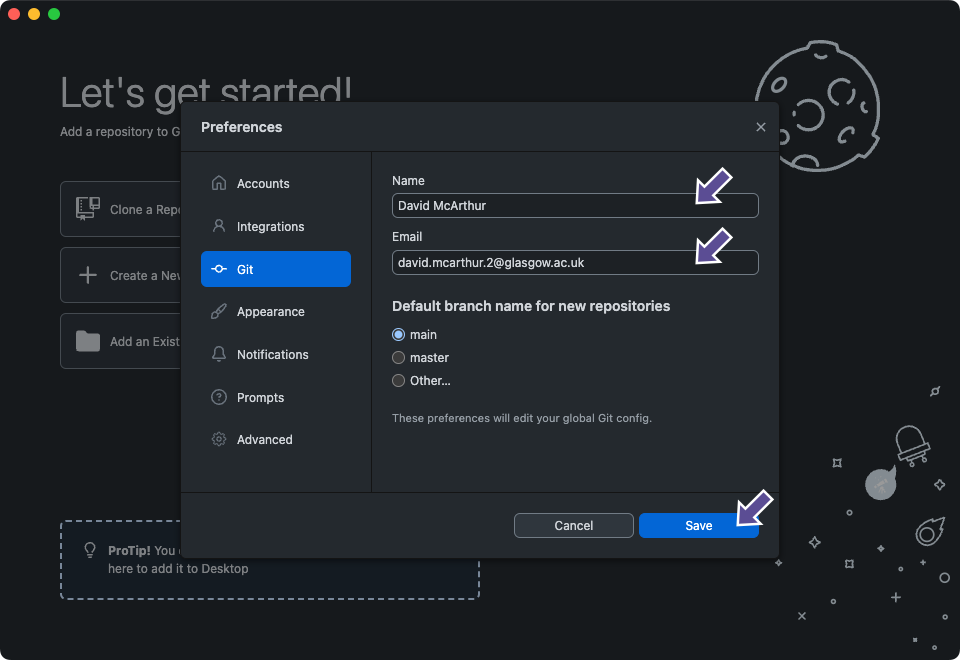 Let's get started!
Add a repository to G
Clone a Repo
Create a New
Add an Exist
ProTip! You
here to add it to Desktop
Preferences
Accounts
Integrations
Git
Appearance
Notifications
Prompts
Advanced
Name
David McArthur
Email
david.mcarthur.2@glasgow.ac.uk
Default branch name for new repositories
main
master
Other...
These preferences will edit your global Git config.
Cancel
Save